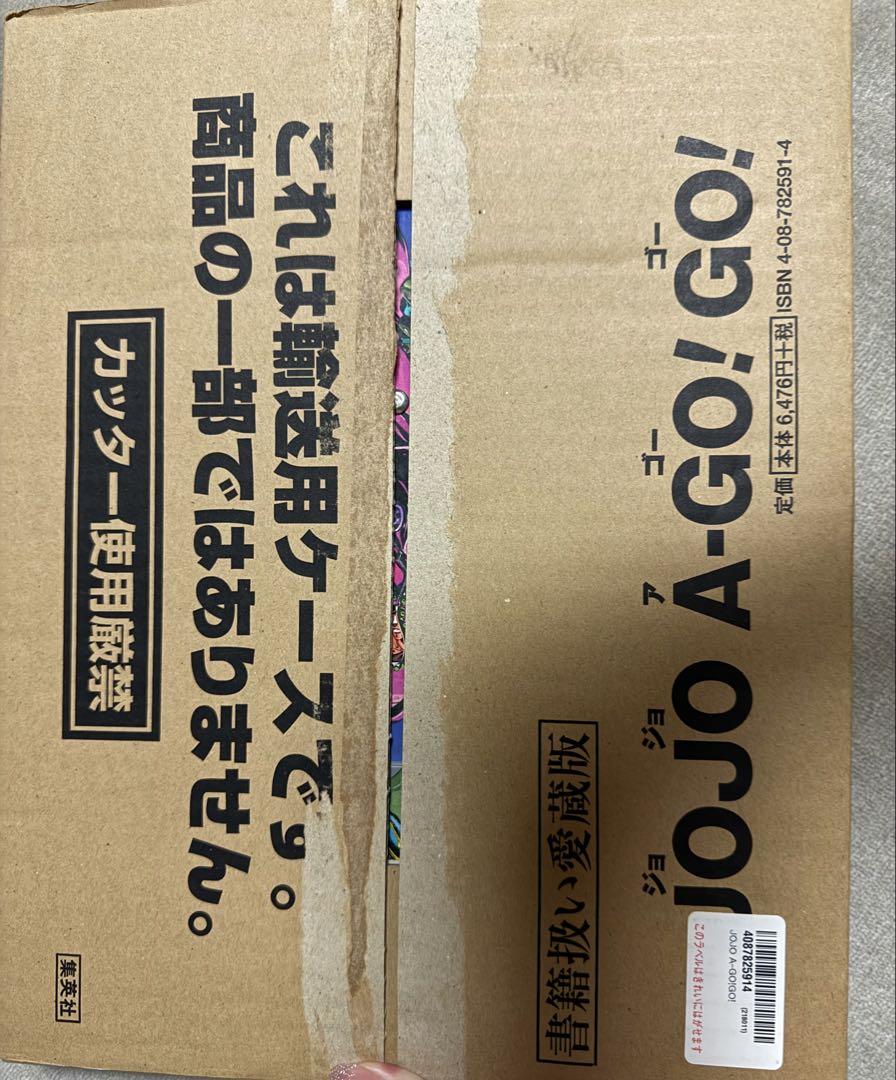 これは輸送用ケースです。
商品の一部ではありません。
カッター使用厳禁
集英社
書籍扱い愛蔵版
ジョ ジョ ア ゴー ゴー
JOJO A-GO! GO!
定価 本体 6,476円+税 ISBN 4-08-782591-4
4087825914
(218011)
JOJO A-GO!GO!
このラベルはきれいにはがせます